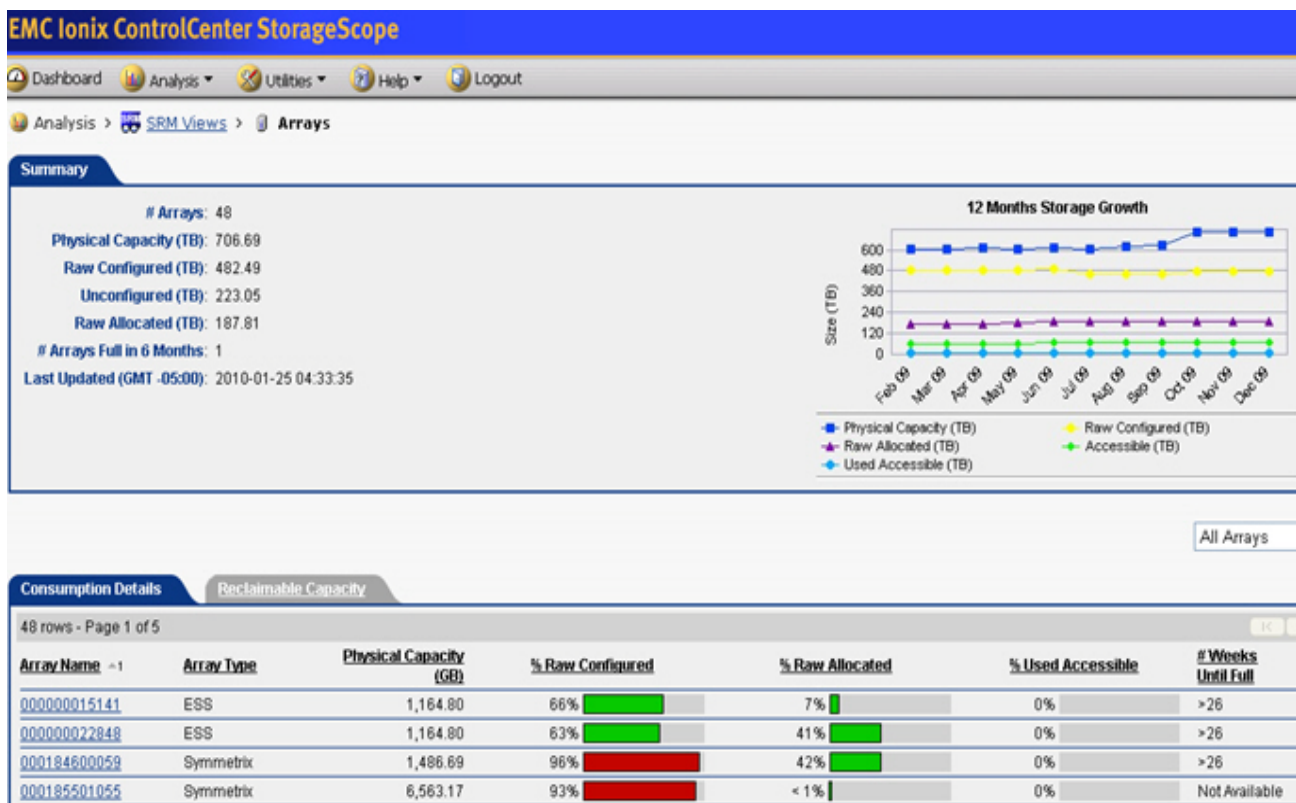 EMC Ionix ControlCenter StorageScope
Dashboard Analysis Utilities Help Logout
Analysis > SRM Views > Arrays
Summary
# Arrays: 48
Physical Capacity (TB): 706.69
Raw Configured (TB): 482.49
Unconfigured (TB): 223.05
Raw Allocated (TB): 187.81
# Arrays Full in 6 Months: 1
Last Updated (GMT -05:00): 2010-01-25 04:33:35
12 Months Storage Growth
Size (TB)
600
480
360
240
120
0
Feb 09 Mar 09 Apr 09 May 09 Jun 09 Jul 09 Aug 09 Sep 09 Oct 09 Nov 09 Dec 09
Physical Capacity (TB) Raw Configured (TB)
Raw Allocated (TB) Accessible (TB)
Used Accessible (TB)
All Arrays
Consumption Details Reclaimable Capacity
48 rows - Page 1 of 5
Array Name 1 Array Type Physical Capacity (GB) % Raw Configured % Raw Allocated % Used Accessible # Weeks Until Full
000000015141 ESS 1,164.80 66% 7% 0% >26
000000022848 ESS 1,164.80 63% 41% 0% >26
000184600059 Symmetrix 1,486.69 96% 42% 0% >26
000185501055 Symmetrix 6,563.17 93% < 1% 0% Not Available